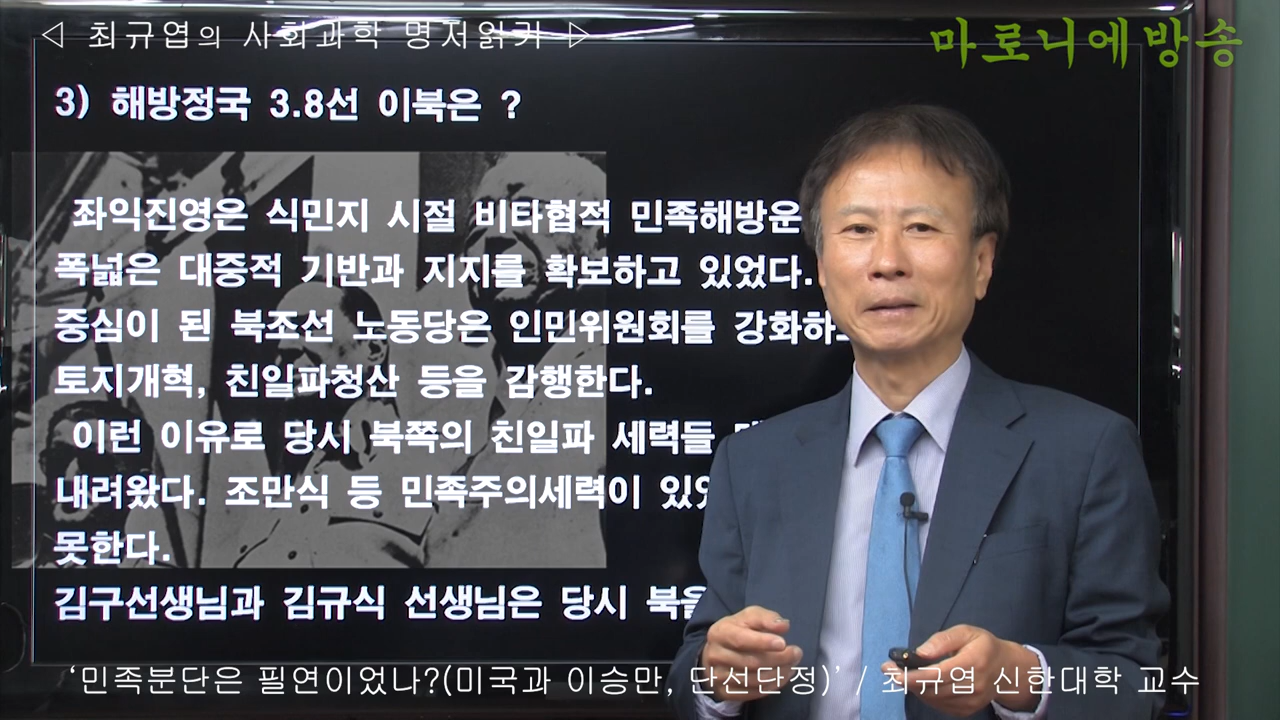 ◁ 최규엽의 사회과학 명저읽기 ▷
마로니에방송
3) 해방정국 3.8선 이북은 ?
좌익진영은 식민지 시절 비타협적 민족해방운
폭넓은 대중적 기반과 지지를 확보하고 있었다.
중심이 된 북조선 노동당은 인민위원회를 강화하
토지개혁, 친일파청산 등을 감행한다.
이런 이유로 당시 북쪽의 친일파 세력들
내려왔다. 조만식 등 민족주의세력이
못한다.
김구선생님과 김규식 선생님은 당시 북을
‘민족분단은 필연이었나?(미국과 이승만, 단선단정)’ / 최규엽 신한대학 교수